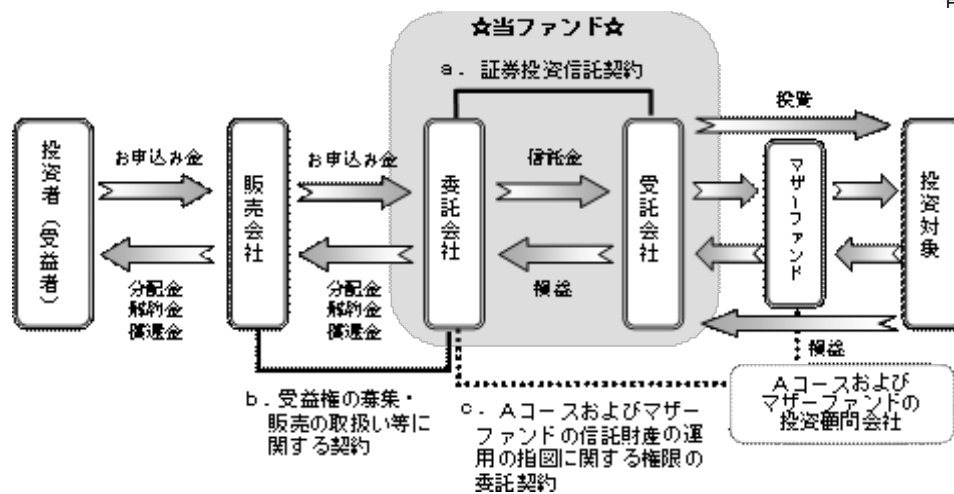 ☆当ファンド☆
a．証券投資信託契約
投資
投資者（受益者）
お申込み金
販売会社
お申込み金
委託会社
信託金
受託会社
マザーファンド
投資対象
分配金
解約金
償還金
分配金
解約金
償還金
損益
損益
b．受益権の募集・
販売の取扱い等に
関する契約
c．Aコースおよびマザー
ファンドの信託財産の運
用の指図に関する権限の
委託契約
Aコースおよび
マザーファンドの
投資顧問会社